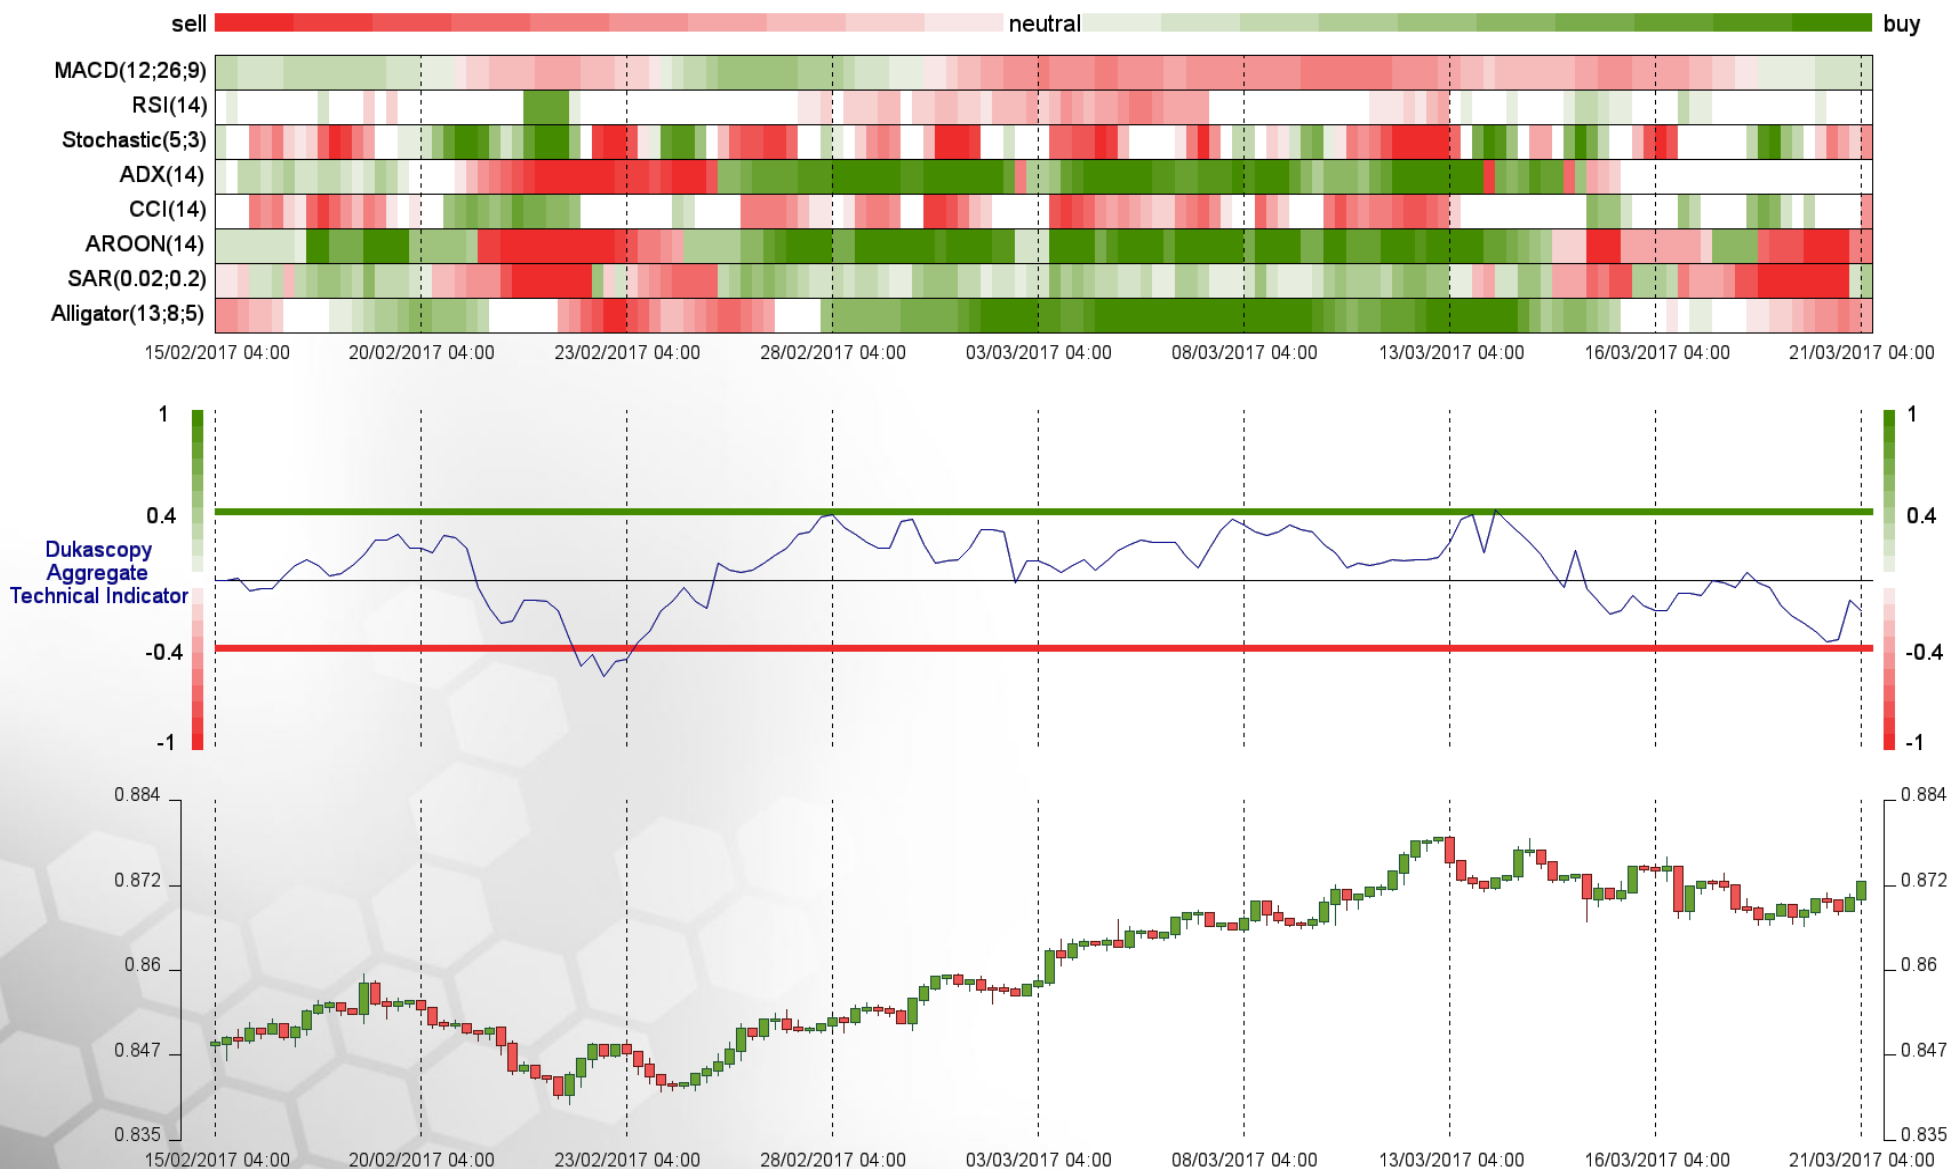 sell neutral buy
MACD(12;26;9)
RSI(14)
Stochastic(5;3)
ADX(14)
CCI(14)
AROON(14)
SAR(0.02;0.2)
Alligator(13;8;5)
15/02/2017 04:00 20/02/2017 04:00 23/02/2017 04:00 28/02/2017 04:00 03/03/2017 04:00 08/03/2017 04:00 13/03/2017 04:00 16/03/2017 04:00 21/03/2017 04:00
1 1
0.4 0.4
Dukascopy
Aggregate
Technical Indicator
-0.4 -0.4
-1 -1
0.884 0.884
0.872 0.872
0.86 0.86
0.847 0.847
0.835 0.835
15/02/2017 04:00 20/02/2017 04:00 23/02/2017 04:00 28/02/2017 04:00 03/03/2017 04:00 08/03/2017 04:00 13/03/2017 04:00 16/03/2017 04:00 21/03/2017 04:00